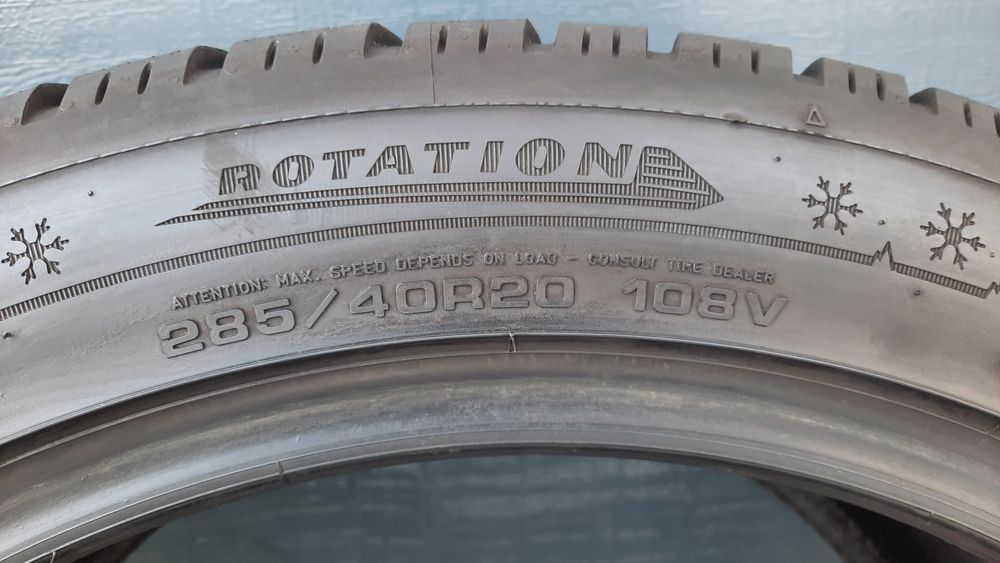 ROTATION
ATTENTION: MAX. SPEED DEPENDS ON LOAD - CONSULT TIRE DEALER
285/40R20 108V